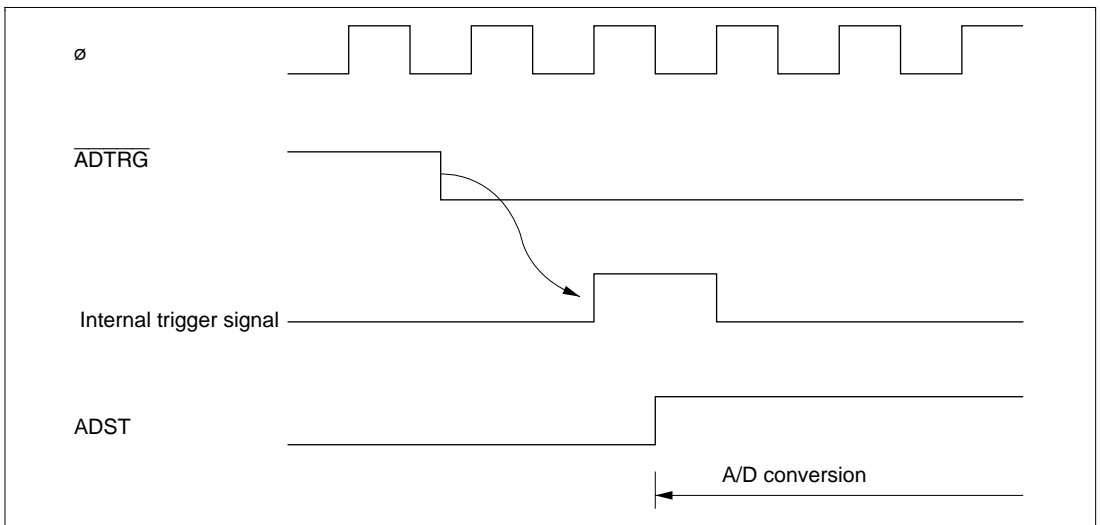 ø
ADTRG
Internal trigger signal
ADST
A/D conversion